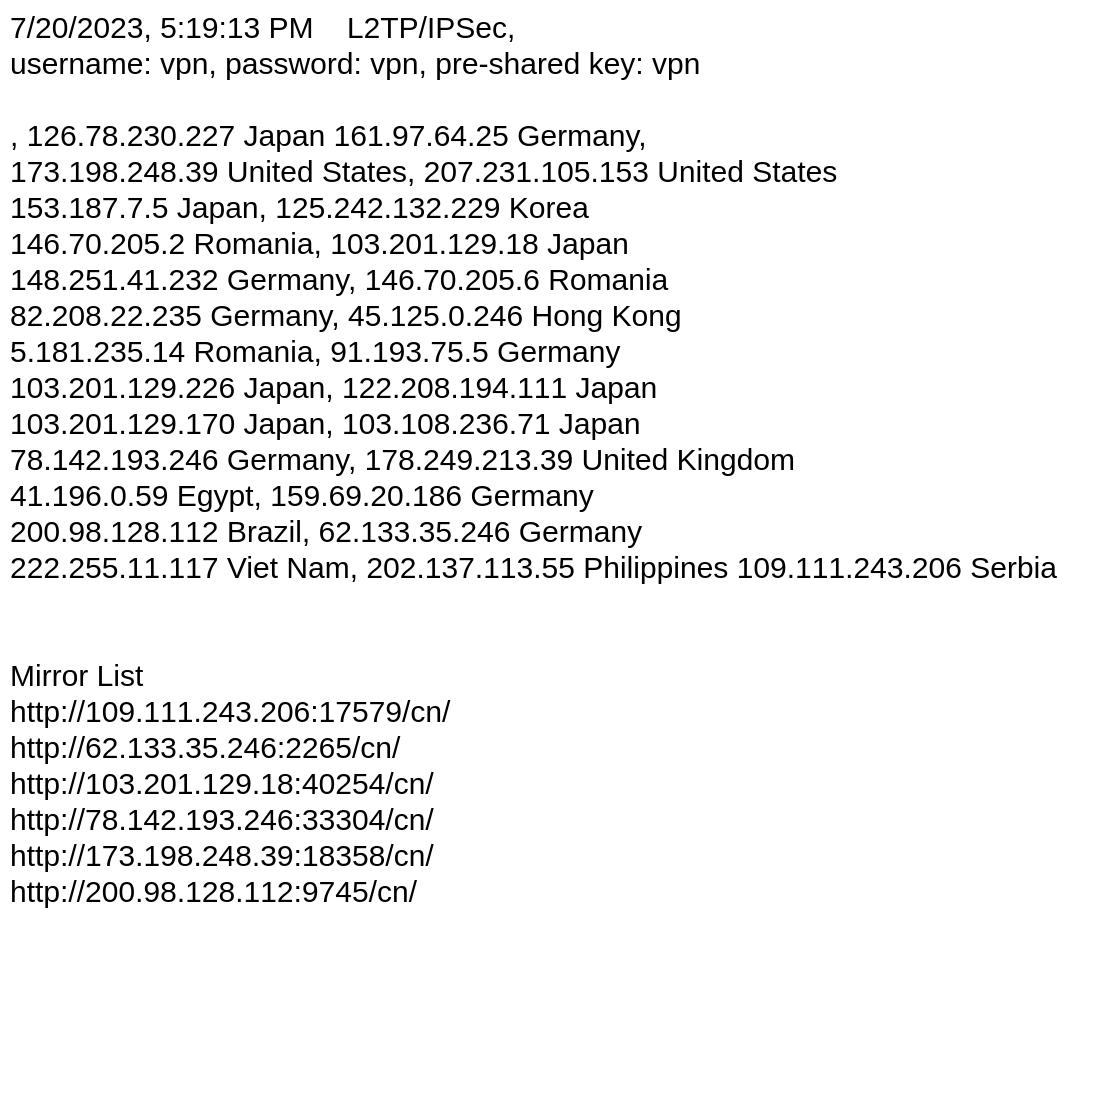 7/20/2023, 5:19:13 PM    L2TP/IPSec,
username: vpn, password: vpn, pre-shared key: vpn
, 126.78.230.227 Japan 161.97.64.25 Germany,
173.198.248.39 United States, 207.231.105.153 United States
153.187.7.5 Japan, 125.242.132.229 Korea
146.70.205.2 Romania, 103.201.129.18 Japan
148.251.41.232 Germany, 146.70.205.6 Romania
82.208.22.235 Germany, 45.125.0.246 Hong Kong
5.181.235.14 Romania, 91.193.75.5 Germany
103.201.129.226 Japan, 122.208.194.111 Japan
103.201.129.170 Japan, 103.108.236.71 Japan
78.142.193.246 Germany, 178.249.213.39 United Kingdom
41.196.0.59 Egypt, 159.69.20.186 Germany
200.98.128.112 Brazil, 62.133.35.246 Germany
222.255.11.117 Viet Nam, 202.137.113.55 Philippines 109.111.243.206 Serbia
Mirror List
http://109.111.243.206:17579/cn/
http://62.133.35.246:2265/cn/
http://103.201.129.18:40254/cn/
http://78.142.193.246:33304/cn/
http://173.198.248.39:18358/cn/
http://200.98.128.112:9745/cn/